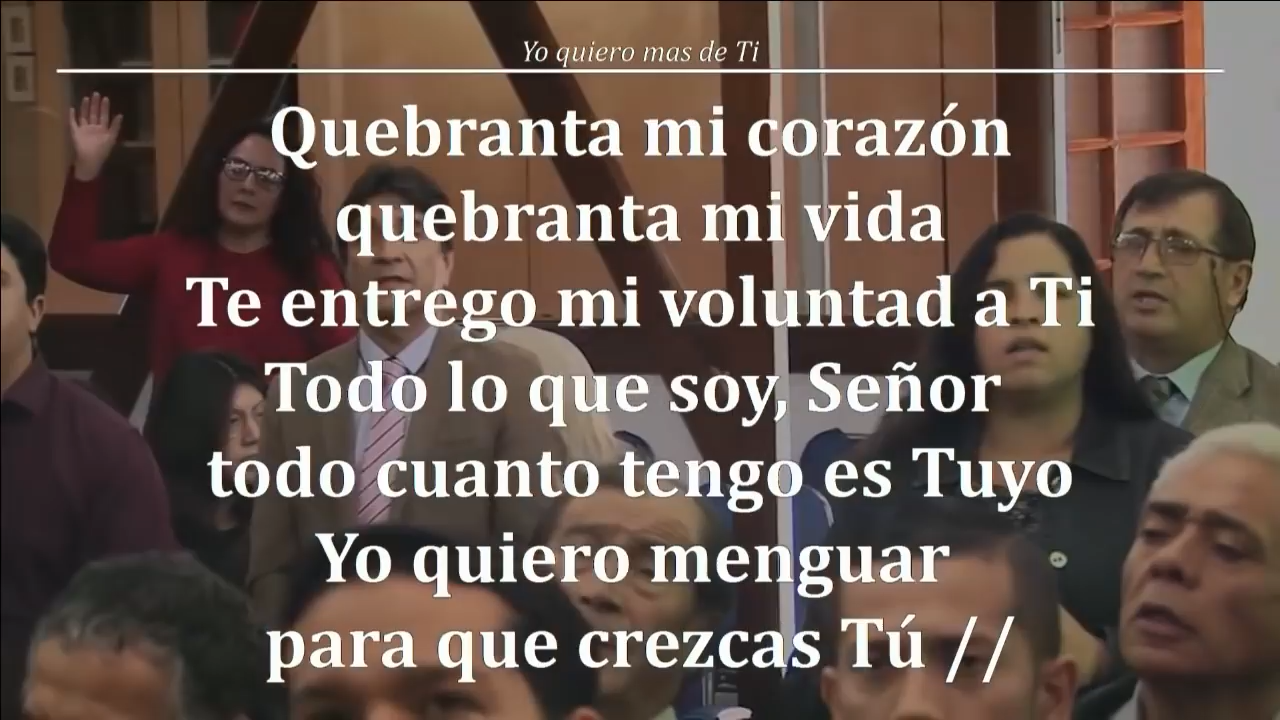 Yo quiero mas de Ti
Quebranta mi corazón
quebranta mi vida
Te entrego mi voluntad a Ti
Todo lo que soy, Señor
todo cuanto tengo es Tuyo
Yo quiero menguar
para que crezcas Tú //